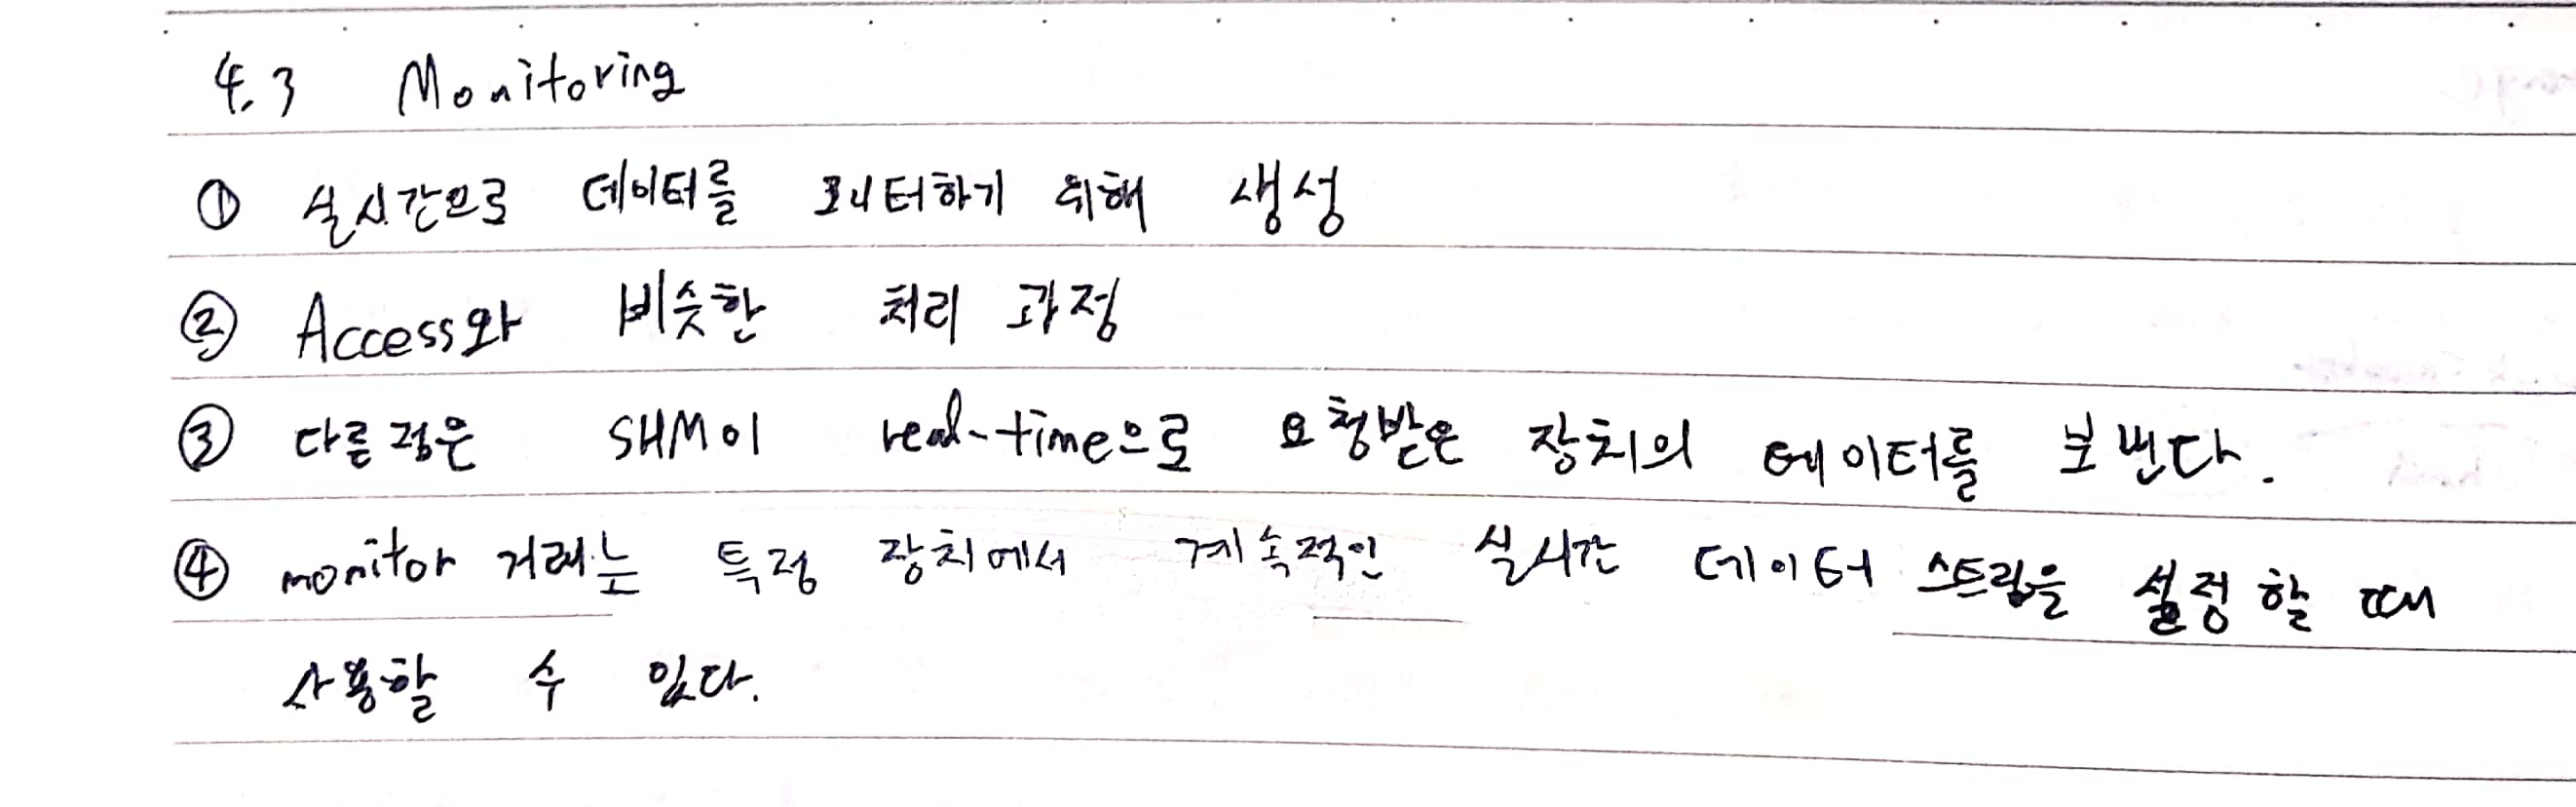 4.3 Monitoring
① 실시간으로 데이터를 모니터하기 위해 생성
② Access와 비슷한 처리 과정
③ 다른 점은 SHM이 real-time으로 요청받은 장치의 데이터를 보낸다.
④ monitor 거래는 특정 장치에서 계속적인 실시간 데이터 스트림을 설정할 때
사용할 수 있다.